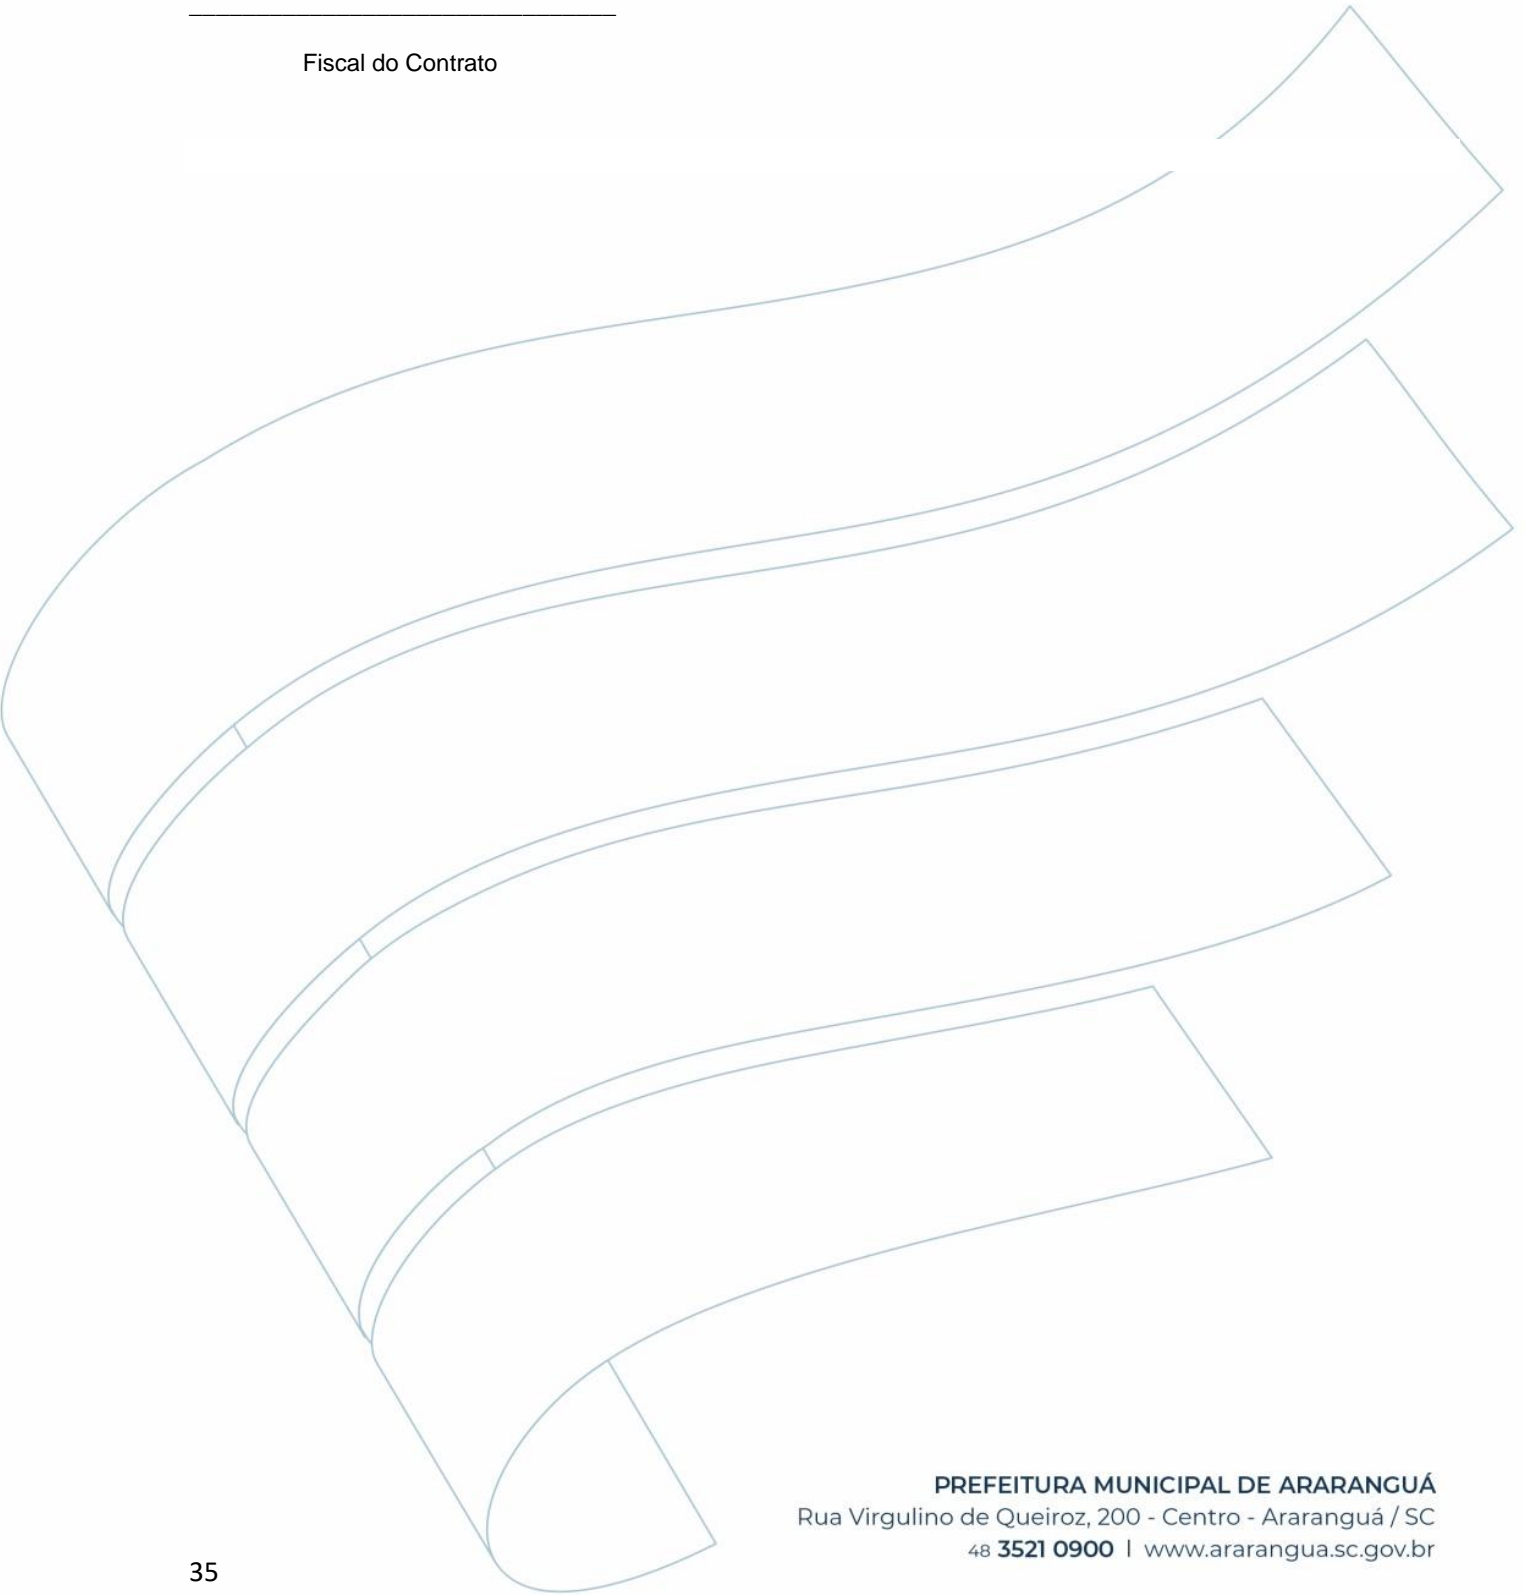 ________________________________
Fiscal do Contrato
PREFEITURA MUNICIPAL DE ARARANGUÁ
Rua Virgulino de Queiroz, 200 - Centro - Araranguá / SC
48 3521 0900 | www.ararangua.sc.gov.br
35